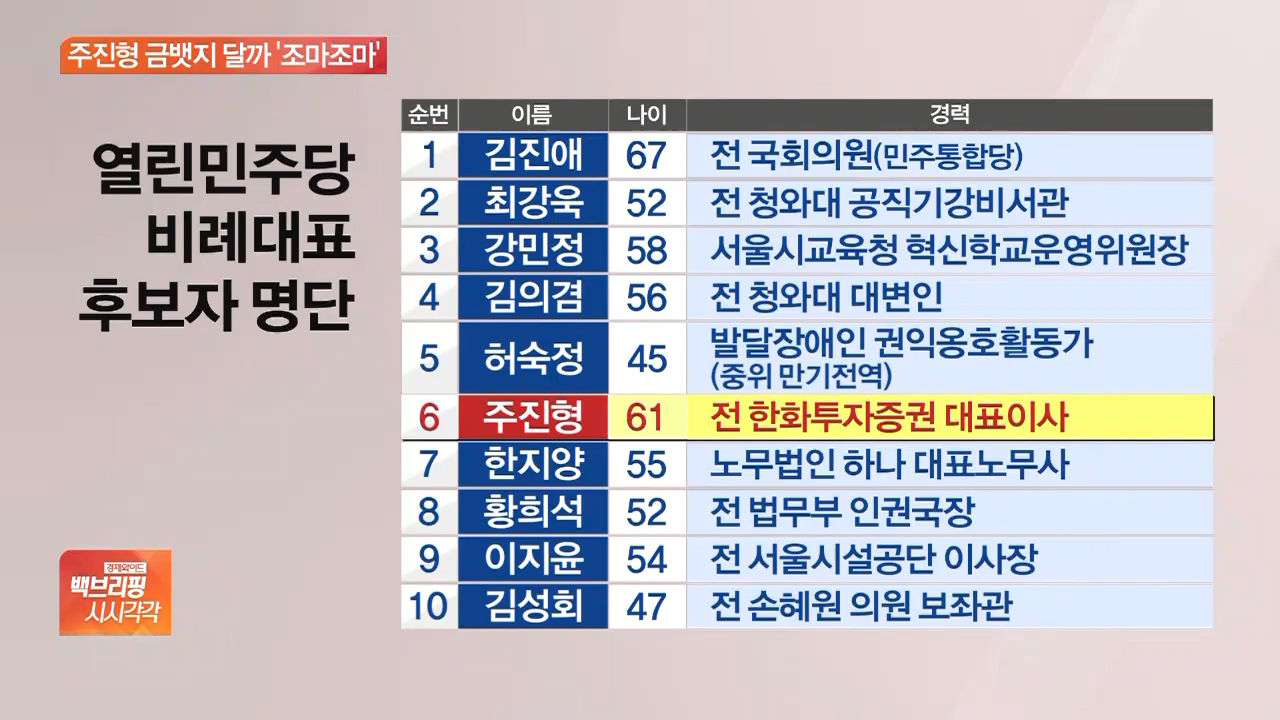 주진형 금뱃지 달까 '조마조마'
열린민주당
비례대표
후보자 명단
순번 이름 나이 경력
1 김진애 67 전 국회의원(민주통합당)
2 최강욱 52 전 청와대 공직기강비서관
3 강민정 58 서울시교육청 혁신학교운영위원장
4 김의겸 56 전 청와대 대변인
5 허숙정 45 발달장애인 권익옹호활동가
(중위 만기전역)
6 주진형 61 전 한화투자증권 대표이사
7 한지양 55 노무법인 하나 대표노무사
8 황희석 52 전 법무부 인권국장
9 이지윤 54 전 서울시설공단 이사장
10 김성회 47 전 손혜원 의원 보좌관
경제와이드
백브리핑
시시각각